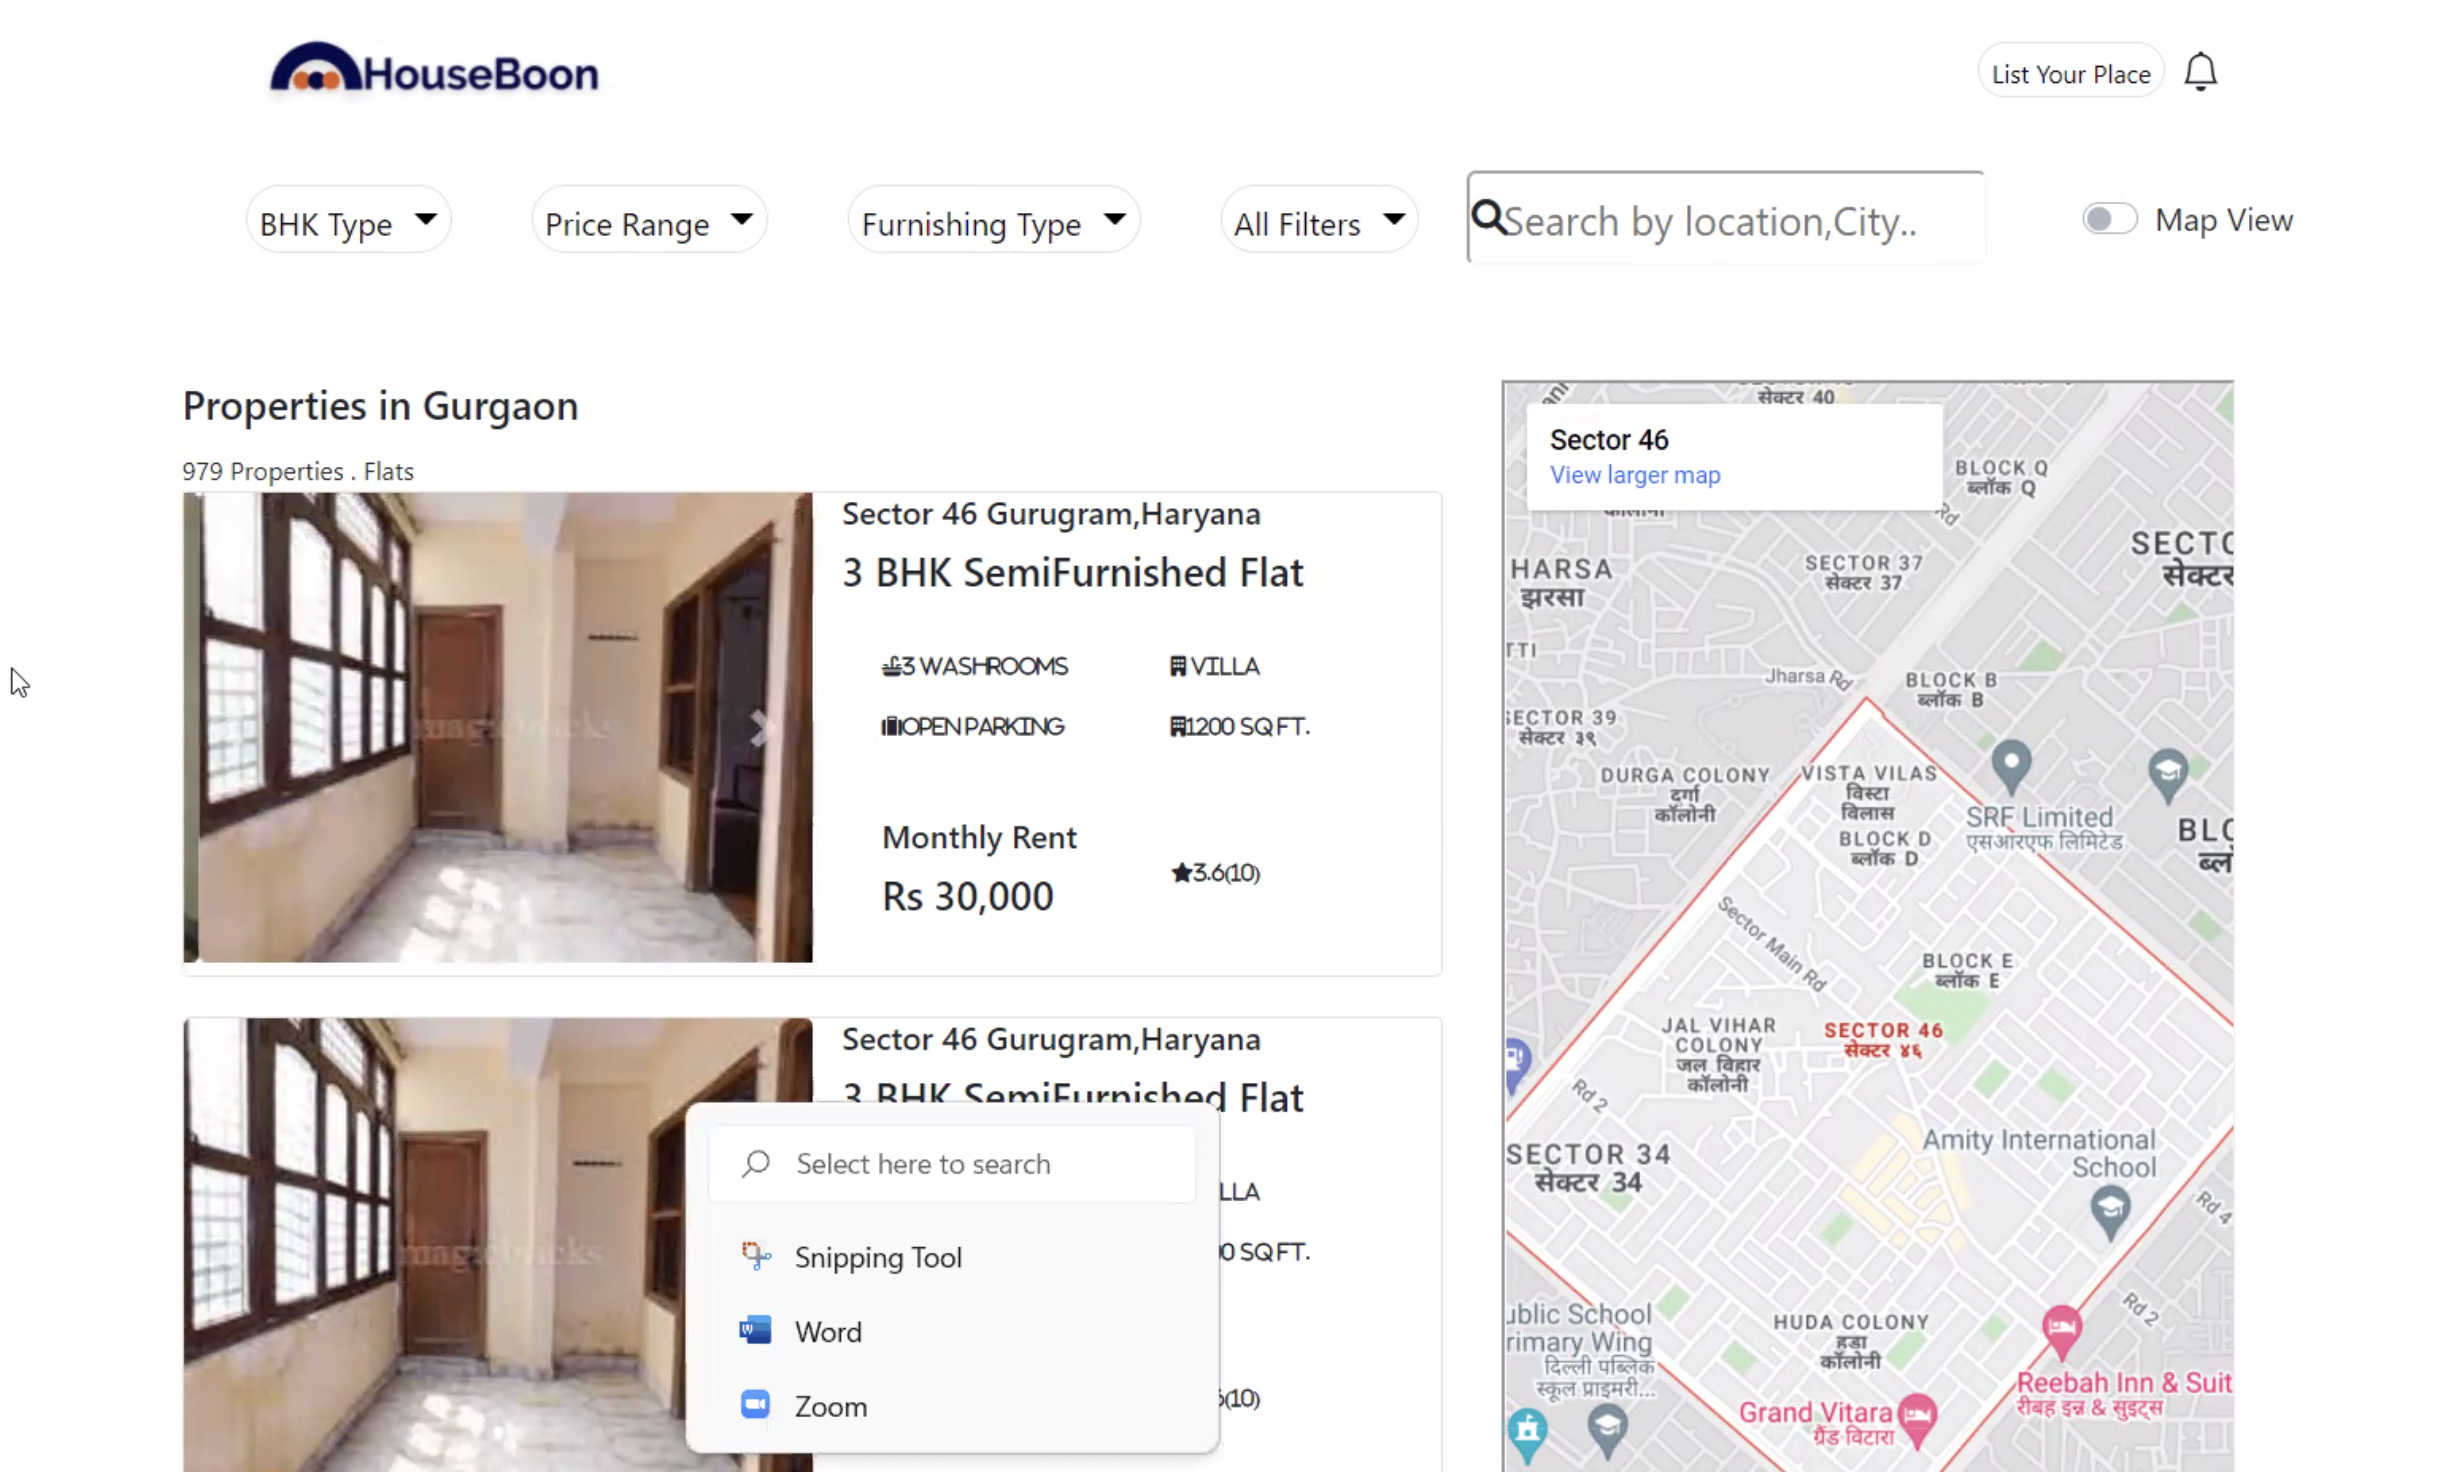 HouseBoon
List Your Place
BHK Type
Price Range
Furnishing Type
All Filters
Search by location,City..
Map View
Properties in Gurgaon
979 Properties . Flats
Sector 46 Gurugram,Haryana
3 BHK SemiFurnished Flat
3 WASHROOMS
VILLA
OPEN PARKING
1200 SQ FT.
Monthly Rent
Rs 30,000
3.6(10)
Sector 46 Gurugram,Haryana
3 BHK SemiFurnished Flat
LLA
0 SQ FT.
(10)
Select here to search
Snipping Tool
Word
Zoom
सेक्टर 40
Sector 46
View larger map
BLOCK Q
ब्लॉक Q
Rd
कॉलोनी
SECTOR 37
सेक्टर 37
SECTO
सेक्टर
HARSA
झरसा
TTI
Jharsa Rd
BLOCK B
ब्लॉक B
SECTOR 39
सेक्टर ३९
DURGA COLONY
दुर्गा
कॉलोनी
VISTA VILAS
विस्टा
विलास
BLOCK D
ब्लॉक D
SRF Limited
एसआरएफ लिमिटेड
BLO
ब्ल
Sector Main Rd
BLOCK E
ब्लॉक E
JAL VIHAR
COLONY
जल विहार
कॉलोनी
SECTOR 46
सेक्टर ४६
Rd 2
Amity International
School
SECTOR 34
सेक्टर 34
Rd 4
Rd 2
ublic School
rimary Wing
दिल्ली पब्लिक
स्कूल प्राइमरी...
HUDA COLONY
हुडा
कॉलोनी
Reebah Inn & Suit
रीबह इन्न & सुइट्स
Grand Vitara
ग्रैंड विटारा